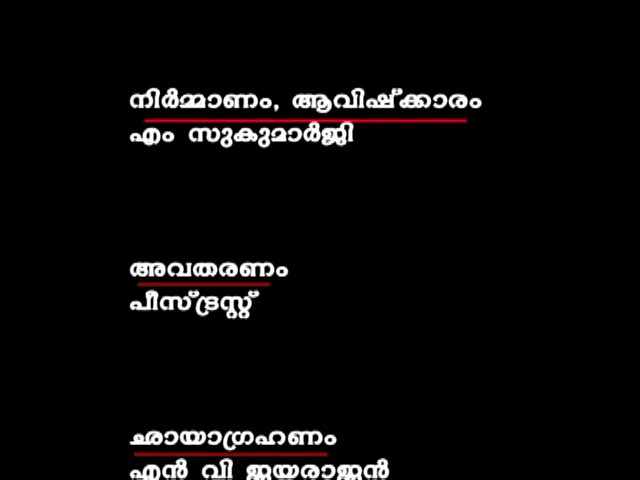 നിർമ്മാണം, ആവിഷ്ക്കാരം
എം സുകുമാർജി
അവതരണം
പീസ്ട്രസ്റ്റ്
ഛായാഗ്രഹണം
എൻ വി ജയരാജൻ